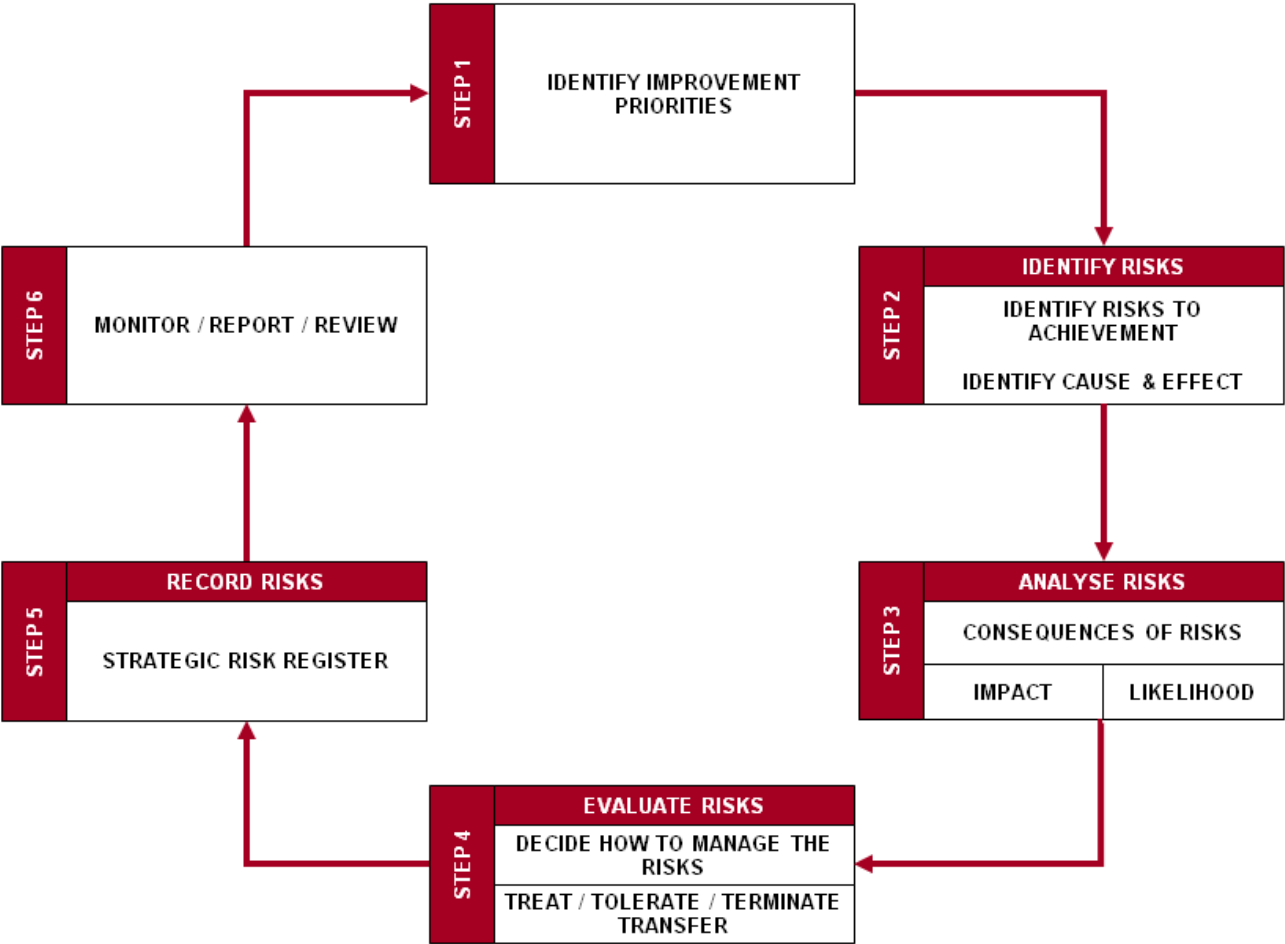 STEP 1
IDENTIFY IMPROVEMENT
PRIORITIES
STEP 2
IDENTIFY RISKS
IDENTIFY RISKS TO
ACHIEVEMENT
IDENTIFY CAUSE & EFFECT
STEP 3
ANALYSE RISKS
CONSEQUENCES OF RISKS
IMPACT
LIKELIHOOD
STEP 4
EVALUATE RISKS
DECIDE HOW TO MANAGE THE
RISKS
TREAT / TOLERATE / TERMINATE
TRANSFER
STEP 5
RECORD RISKS
STRATEGIC RISK REGISTER
STEP 6
MONITOR / REPORT / REVIEW